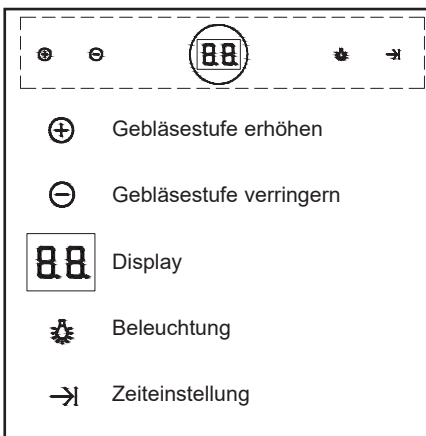 88
Gebläsestufe erhöhen
Gebläsestufe verringern
88 Display
Beleuchtung
Zeiteinstellung